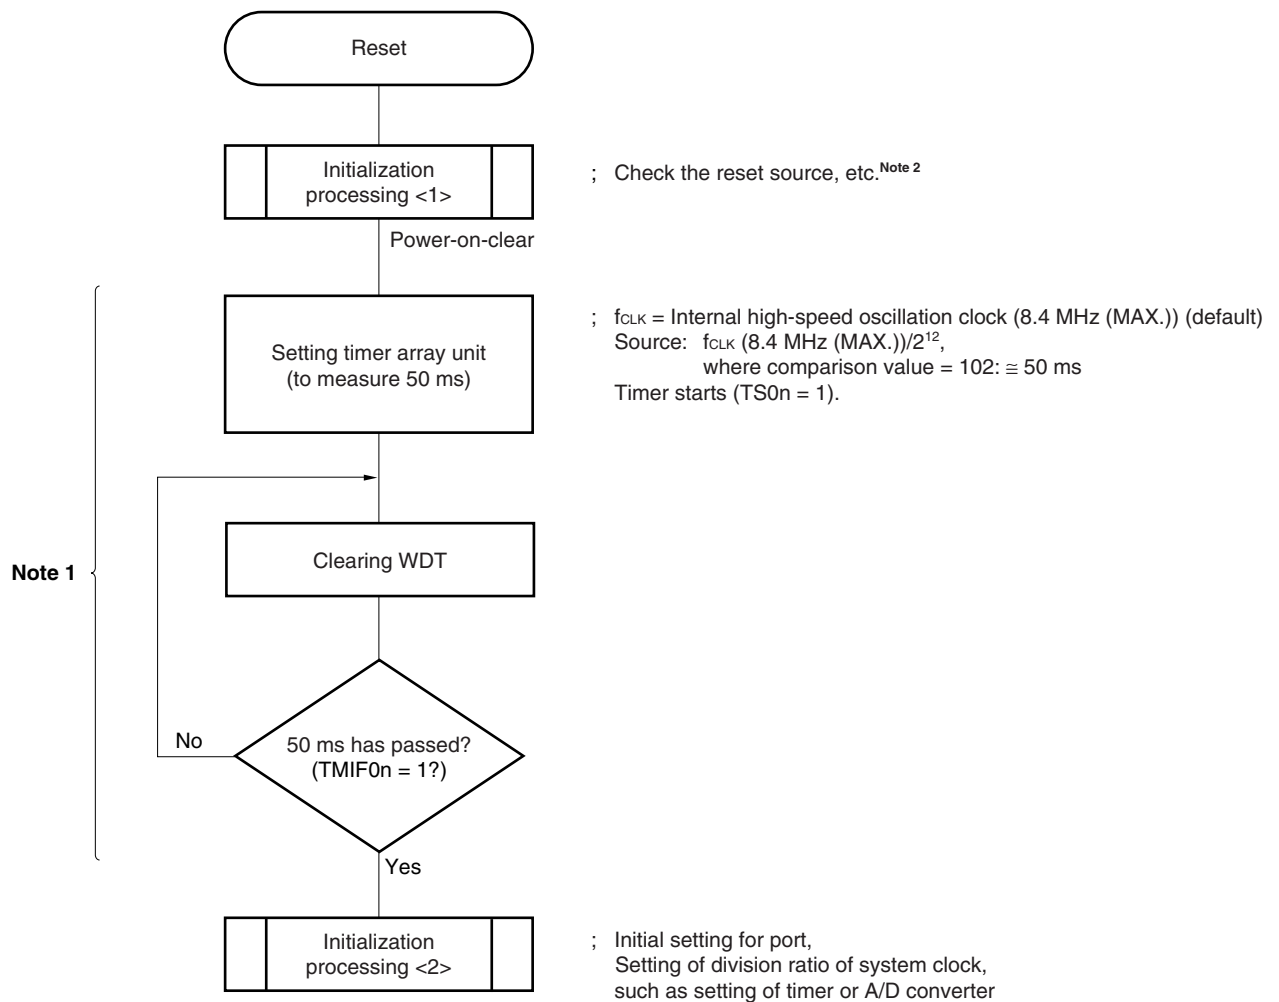 Reset
Initialization
processing <1>
; Check the reset source, etc.Note 2
Power-on-clear
Setting timer array unit
(to measure 50 ms)
; fCLK = Internal high-speed oscillation clock (8.4 MHz (MAX.)) (default)
Source: fCLK (8.4 MHz (MAX.))/2¹²,
where comparison value = 102: ≅ 50 ms
Timer starts (TS0n = 1).
Note 1
Clearing WDT
No
50 ms has passed?
(TMIF0n = 1?)
Yes
Initialization
processing <2>
; Initial setting for port,
Setting of division ratio of system clock,
such as setting of timer or A/D converter